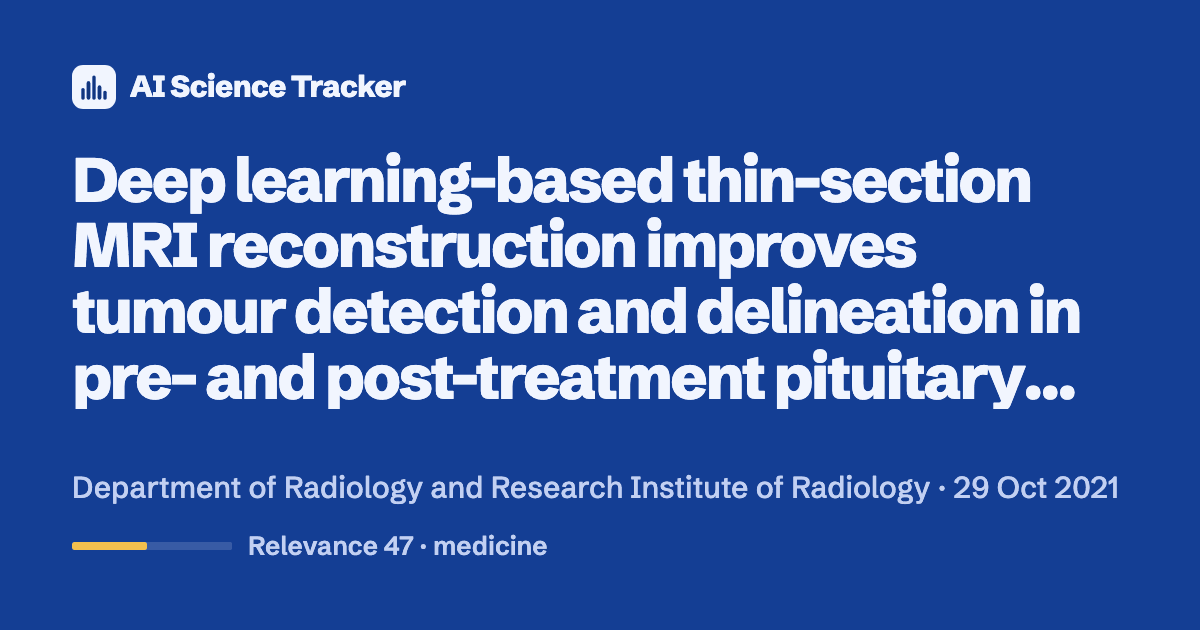 AI Science Tracker
Deep learning-based thin-section
MRI reconstruction improves
tumour detection and delineation in
pre- and post-treatment pituitary...
Department of Radiology and Research Institute of Radiology · 29 Oct 2021
Relevance 47 · medicine